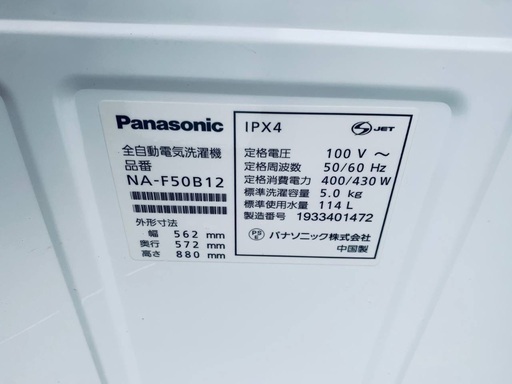 Panasonic
全自動電気洗濯機
品番
NA-F50B12
外形寸法
幅 562 mm
奥行 572 mm
高さ 880 mm
IPX4
S JET
定格電圧 100 V ～
定格周波数 50/60 Hz
定格消費電力 400/430 W
標準洗濯容量 5.0 kg
標準使用水量 114 L
製造番号 1933401472
PS E パナソニック株式会社
中国製